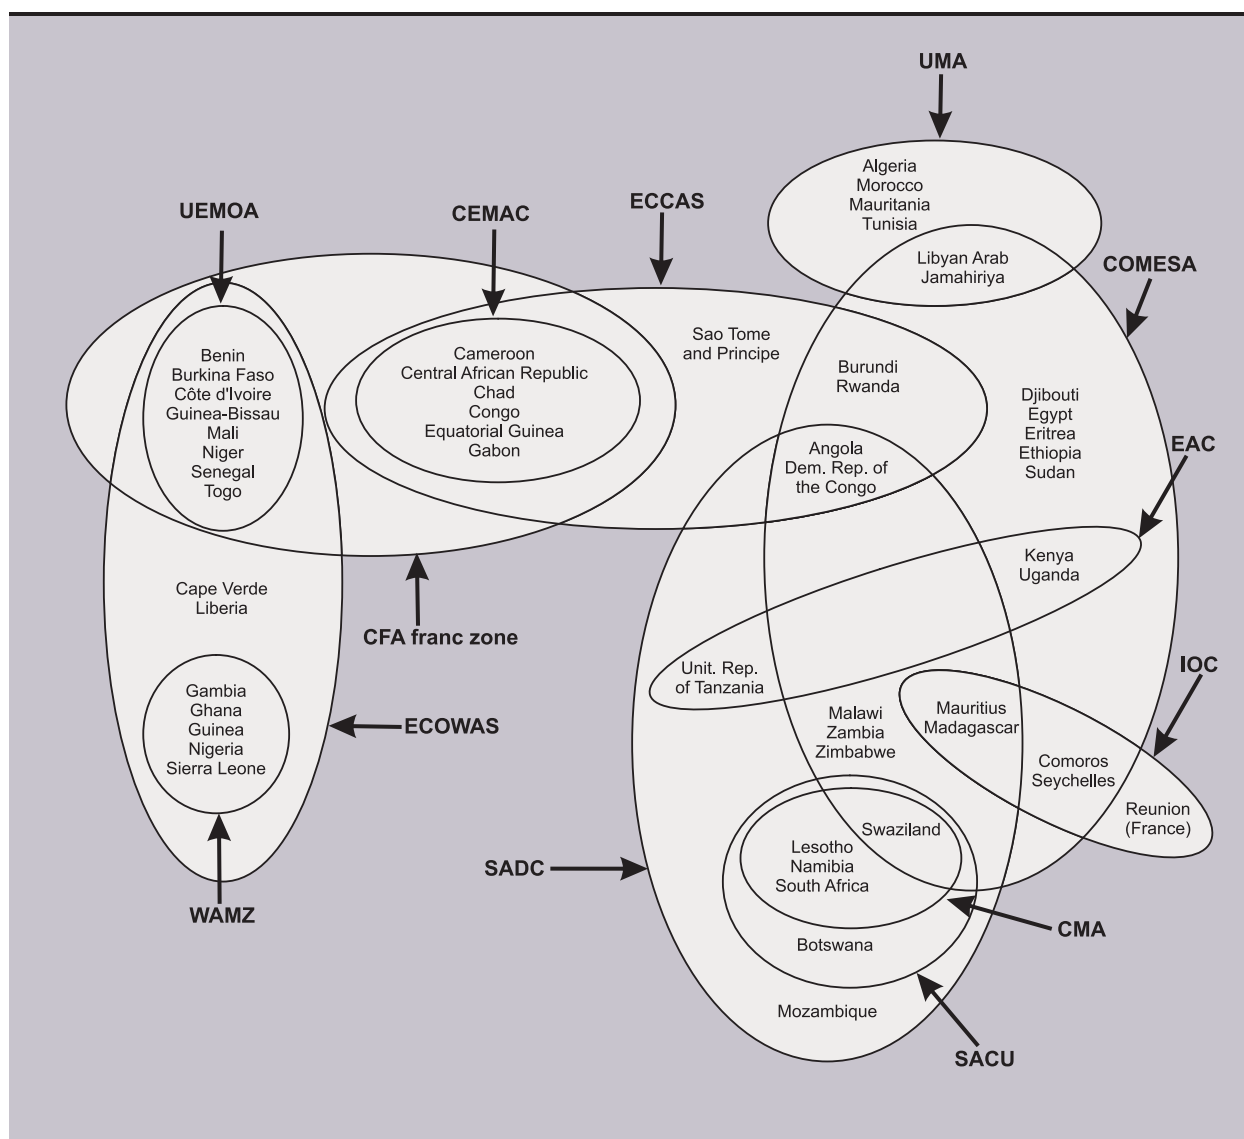 UMA
Algeria
Morocco
Mauritania
Tunisia
Libyan Arab
Jamahiriya
COMESA
UEMOA
CEMAC
ECCAS
Sao Tome
and Principe
Benin
Burkina Faso
Côte d'Ivoire
Guinea-Bissau
Mali
Niger
Senegal
Togo
Cameroon
Central African Republic
Chad
Congo
Equatorial Guinea
Gabon
Burundi
Rwanda
Djibouti
Egypt
Eritrea
Ethiopia
Sudan
EAC
Angola
Dem. Rep. of
the Congo
Kenya
Uganda
Cape Verde
Liberia
CFA franc zone
Unit. Rep.
of Tanzania
IOC
Gambia
Ghana
Guinea
Nigeria
Sierra Leone
ECOWAS
Malawi
Zambia
Zimbabwe
Mauritius
Madagascar
Comoros
Seychelles
Reunion
(France)
Swaziland
Lesotho
Namibia
South Africa
SADC
WAMZ
CMA
Botswana
Mozambique
SACU